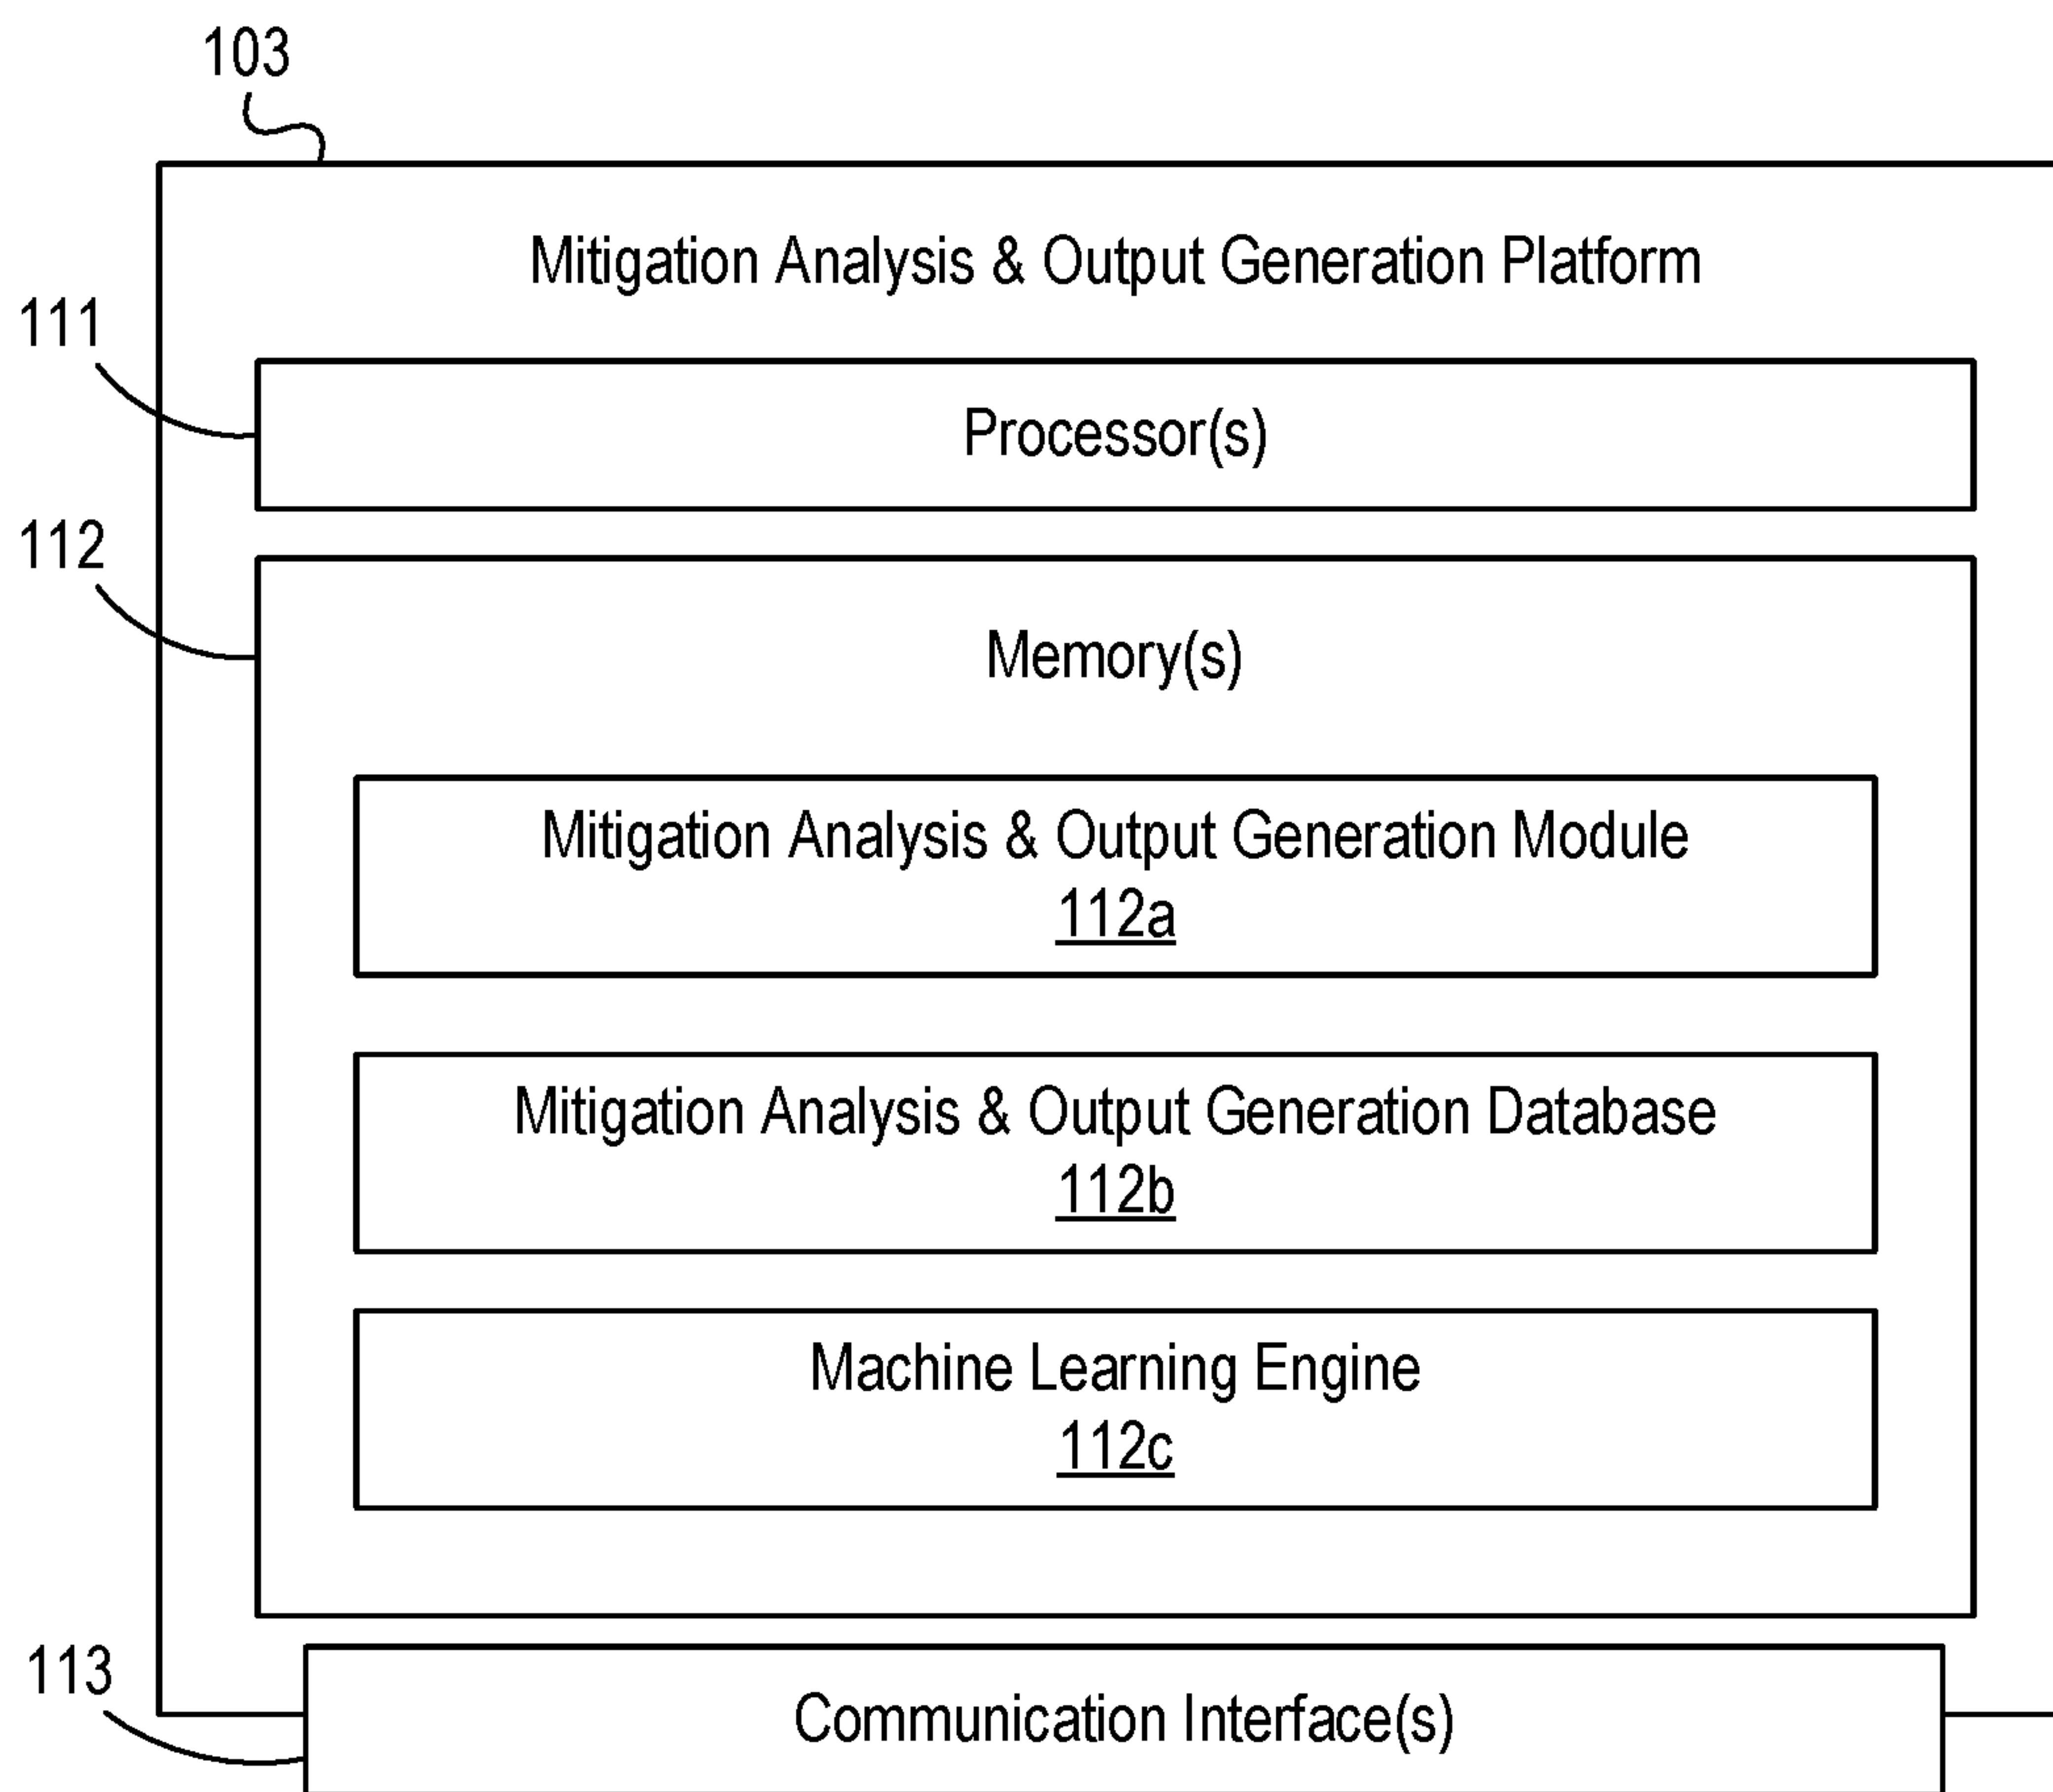 103
Mitigation Analysis & Output Generation Platform
111
Processor(s)
112
Memory(s)
Mitigation Analysis & Output Generation Module
112a
Mitigation Analysis & Output Generation Database
112b
Machine Learning Engine
112c
113
Communication Interface(s)